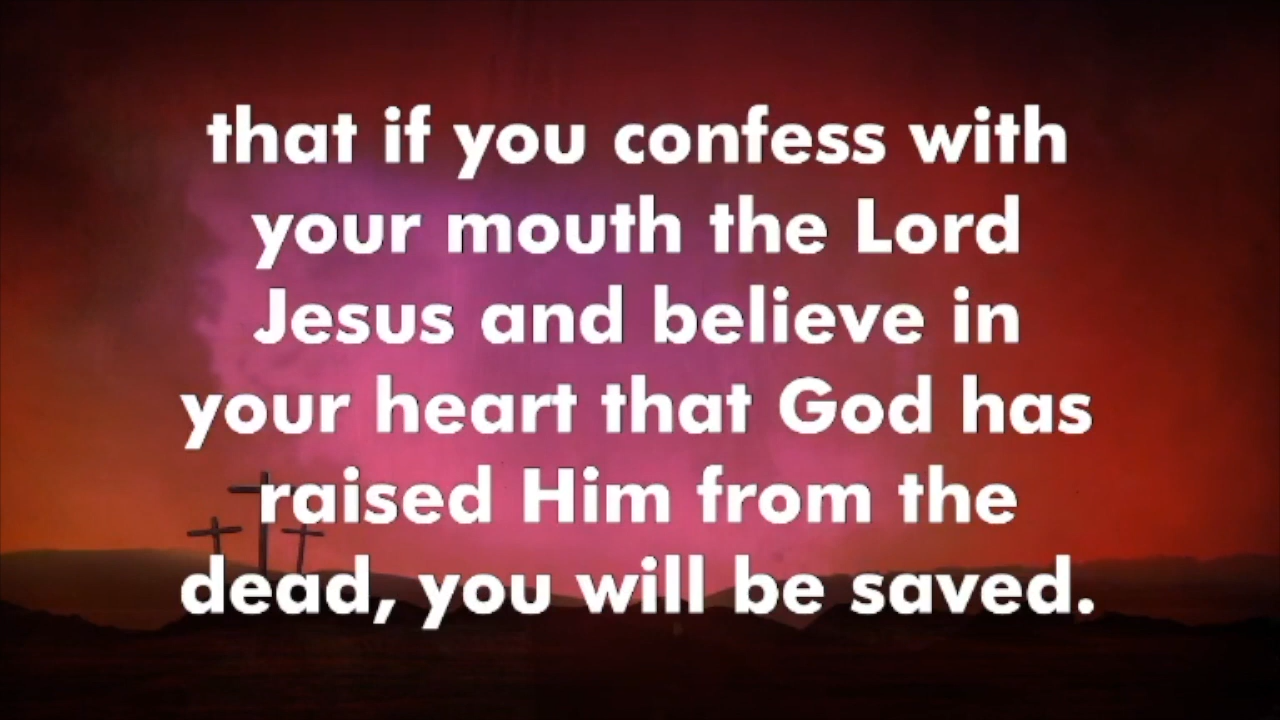 that if you confess with
your mouth the Lord
Jesus and believe in
your heart that God has
raised Him from the
dead, you will be saved.